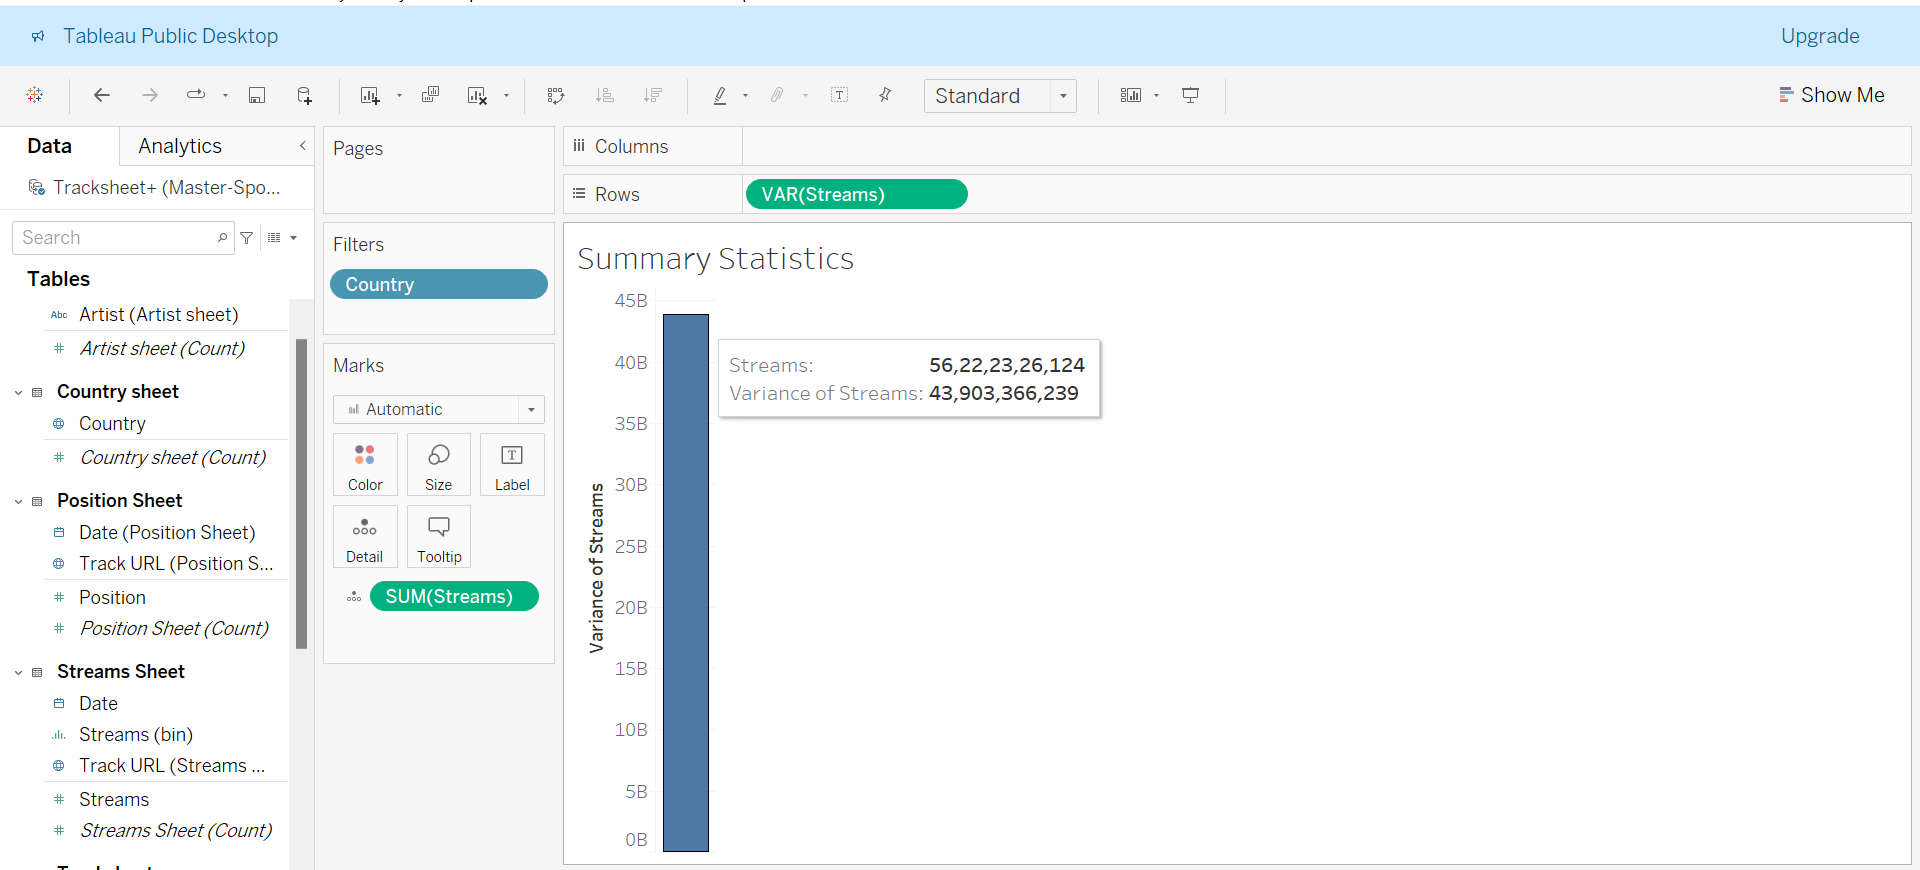 Tableau Public Desktop
Upgrade
Standard
Show Me
Data
Analytics
Tracksheet+ (Master-Spo...
Search
Tables
Abc Artist (Artist sheet)
# Artist sheet (Count)
Country sheet
Country
# Country sheet (Count)
Position Sheet
Date (Position Sheet)
Track URL (Position S...
# Position
# Position Sheet (Count)
Streams Sheet
Date
Streams (bin)
Track URL (Streams ...
# Streams
# Streams Sheet (Count)
Pages
Filters
Country
Marks
Automatic
Color
Size
T
Label
Detail
Tooltip
SUM(Streams)
Columns
Rows
VAR(Streams)
Summary Statistics
Variance of Streams
45B
40B
35B
30B
25B
20B
15B
10B
5B
0B
Streams: 56,22,23,26,124
Variance of Streams: 43,903,366,239